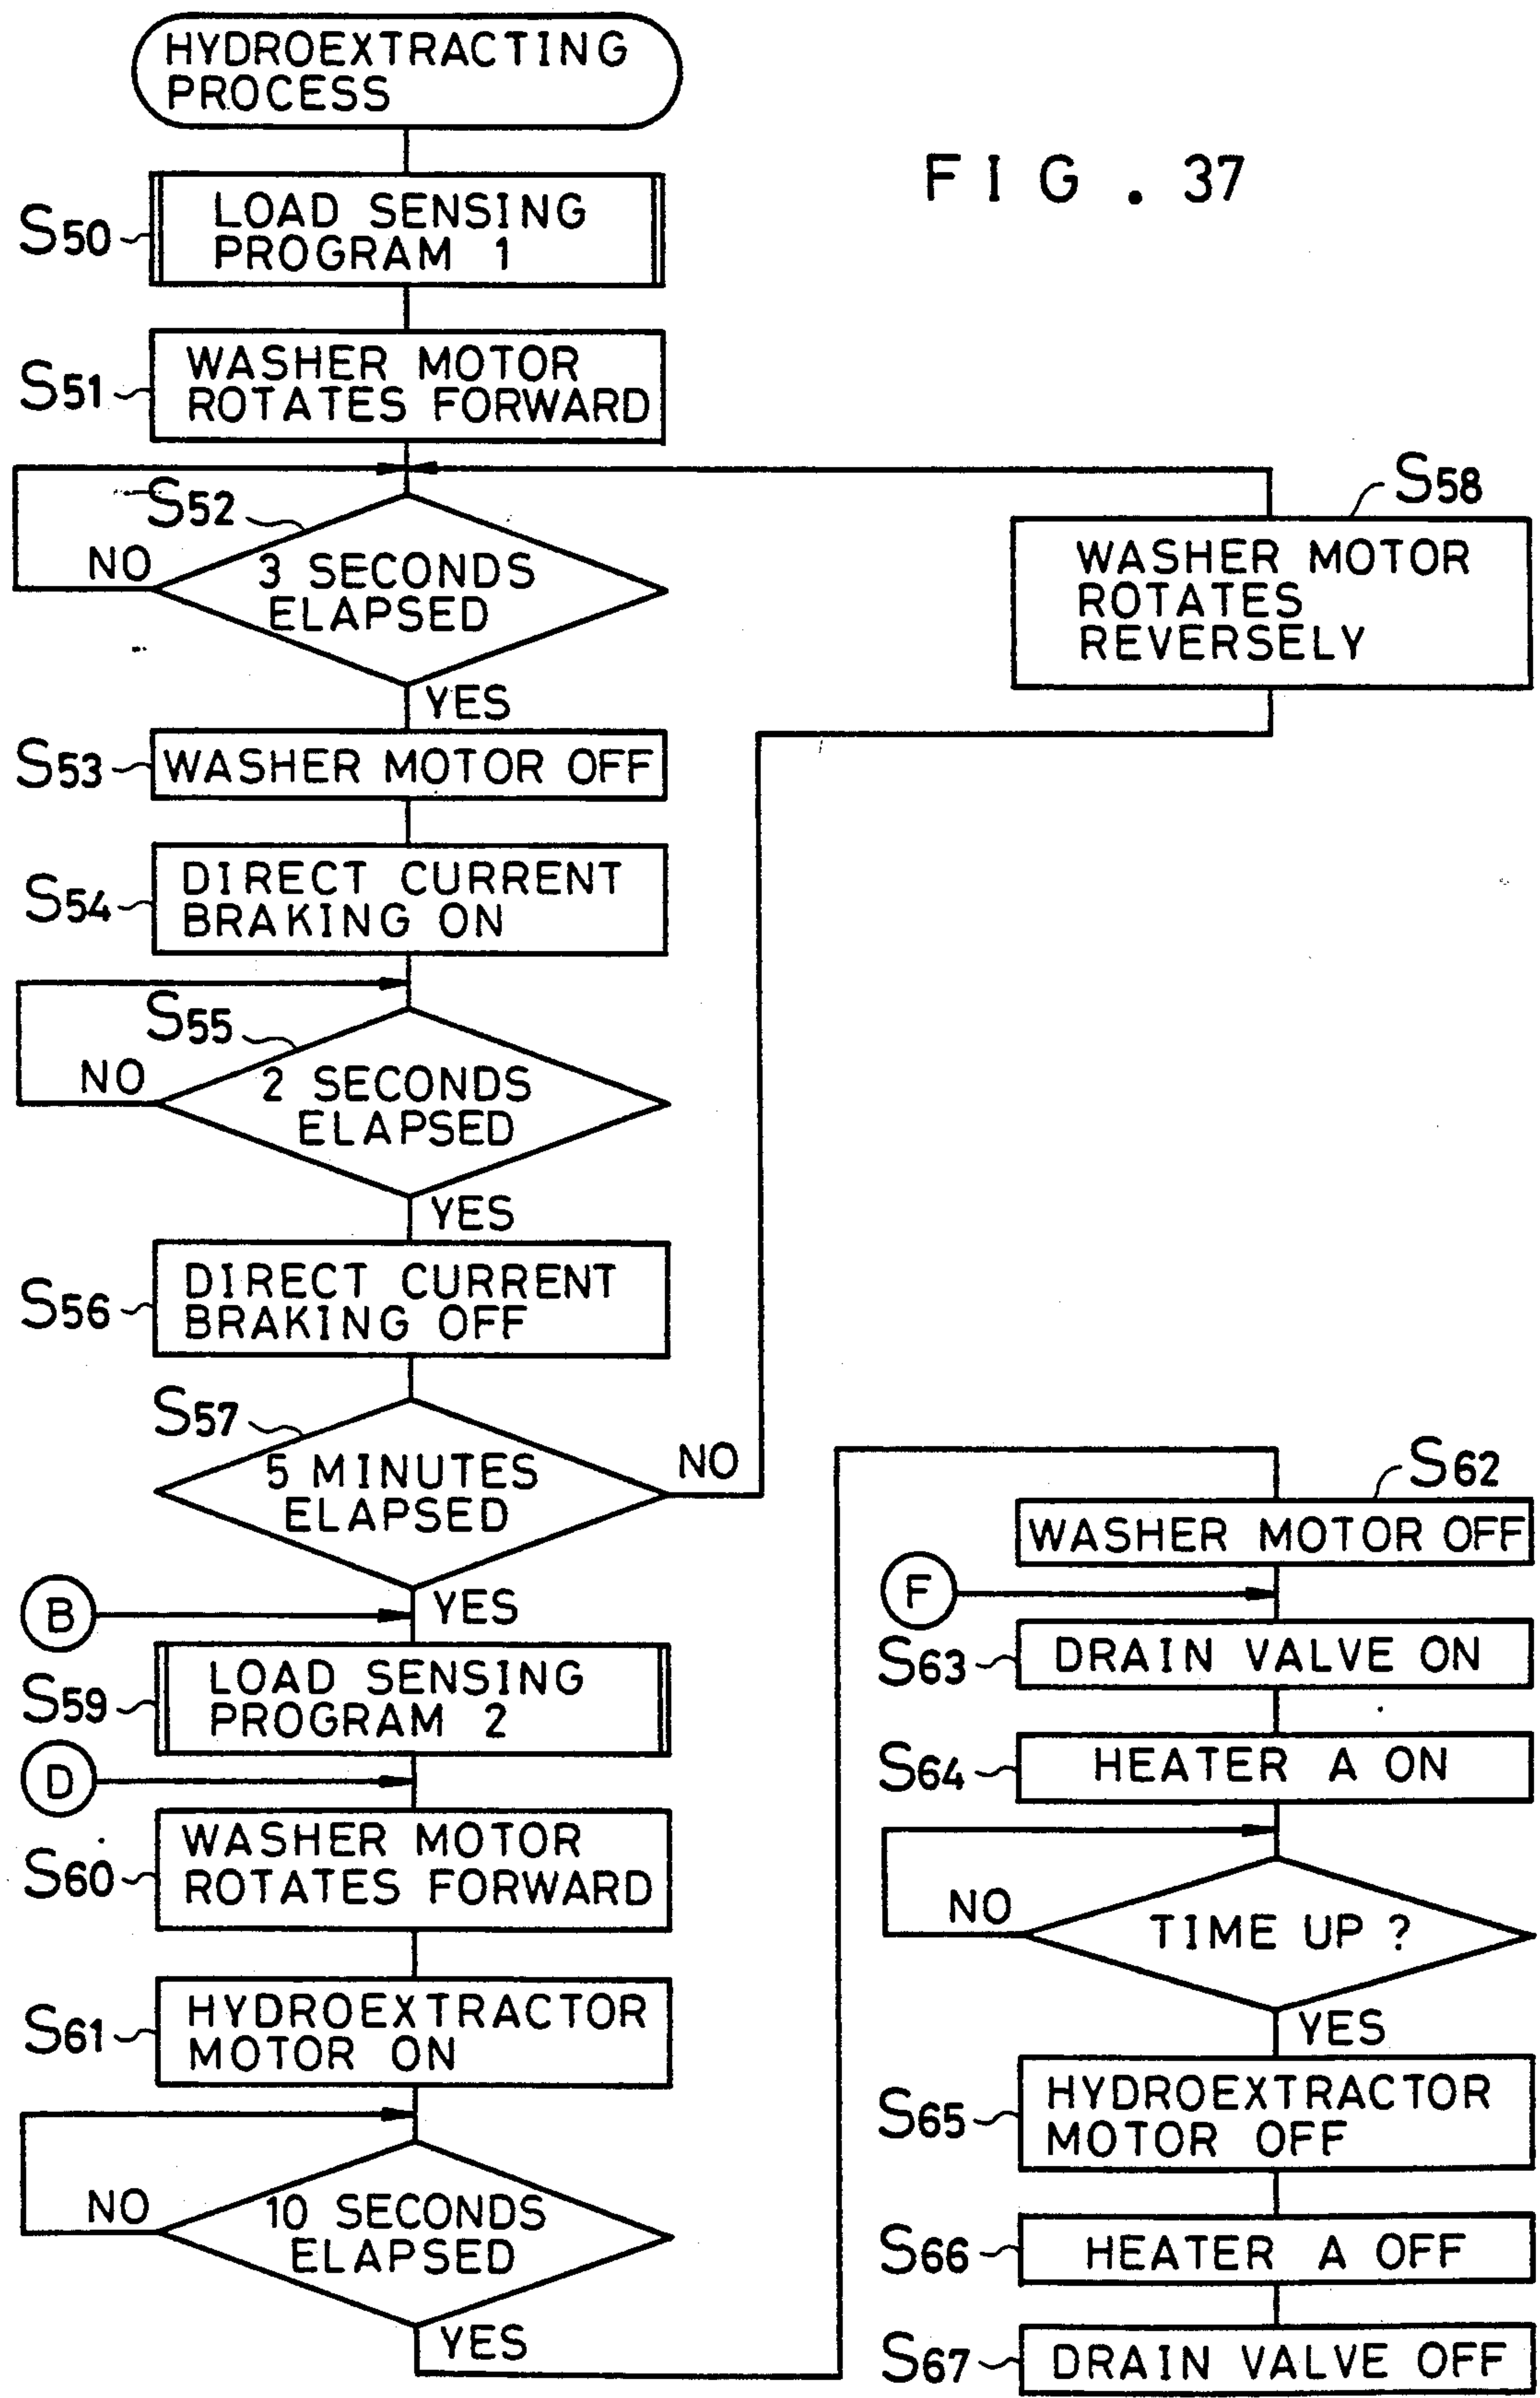 HYDROEXTRACTING
PROCESS
FIG. 37
S50
LOAD SENSING
PROGRAM 1
S51
WASHER MOTOR
ROTATES FORWARD
S52
NO
3 SECONDS
ELAPSED
YES
S58
WASHER MOTOR
ROTATES
REVERSELY
S53
WASHER MOTOR OFF
S54
DIRECT CURRENT
BRAKING ON
S55
NO
2 SECONDS
ELAPSED
YES
S56
DIRECT CURRENT
BRAKING OFF
S57
5 MINUTES
ELAPSED
NO
YES
B
S59
LOAD SENSING
PROGRAM 2
D
S60
WASHER MOTOR
ROTATES FORWARD
S61
HYDROEXTRACTOR
MOTOR ON
NO
10 SECONDS
ELAPSED
YES
S62
WASHER MOTOR OFF
F
S63
DRAIN VALVE ON
S64
HEATER A ON
NO
TIME UP ?
YES
S65
HYDROEXTRACTOR
MOTOR OFF
S66
HEATER A OFF
S67
DRAIN VALVE OFF